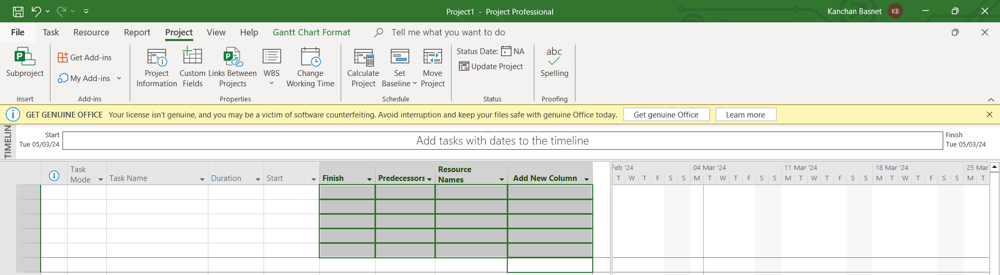 Project1 - Project Professional
Kanchan Basnet KB
File Task Resource Report Project View Help Gantt Chart Format Tell me what you want to do
Subproject
Get Add-ins
My Add-ins
Project Information
Custom Fields
Links Between Projects
WBS
Change Working Time
Calculate Project
Set Baseline
Move Project
Status Date: NA
Update Project
abc
Spelling
Insert Add-ins Properties Schedule Status Proofing
GET GENUINE OFFICE Your license isn't genuine, and you may be a victim of software counterfeiting. Avoid interruption and keep your files safe with genuine Office today. Get genuine Office Learn more
TIMELIN
Start
Tue 05/03/24
Add tasks with dates to the timeline
Finish
Tue 05/03/24
Task Mode
Task Name
Duration
Start
Finish
Predecessors
Resource Names
Add New Column
Feb '24 04 Mar '24 11 Mar '24 18 Mar '24 25 Mar
T W T F S S M T W T F S S M T W T F S S M T W T F S S M T